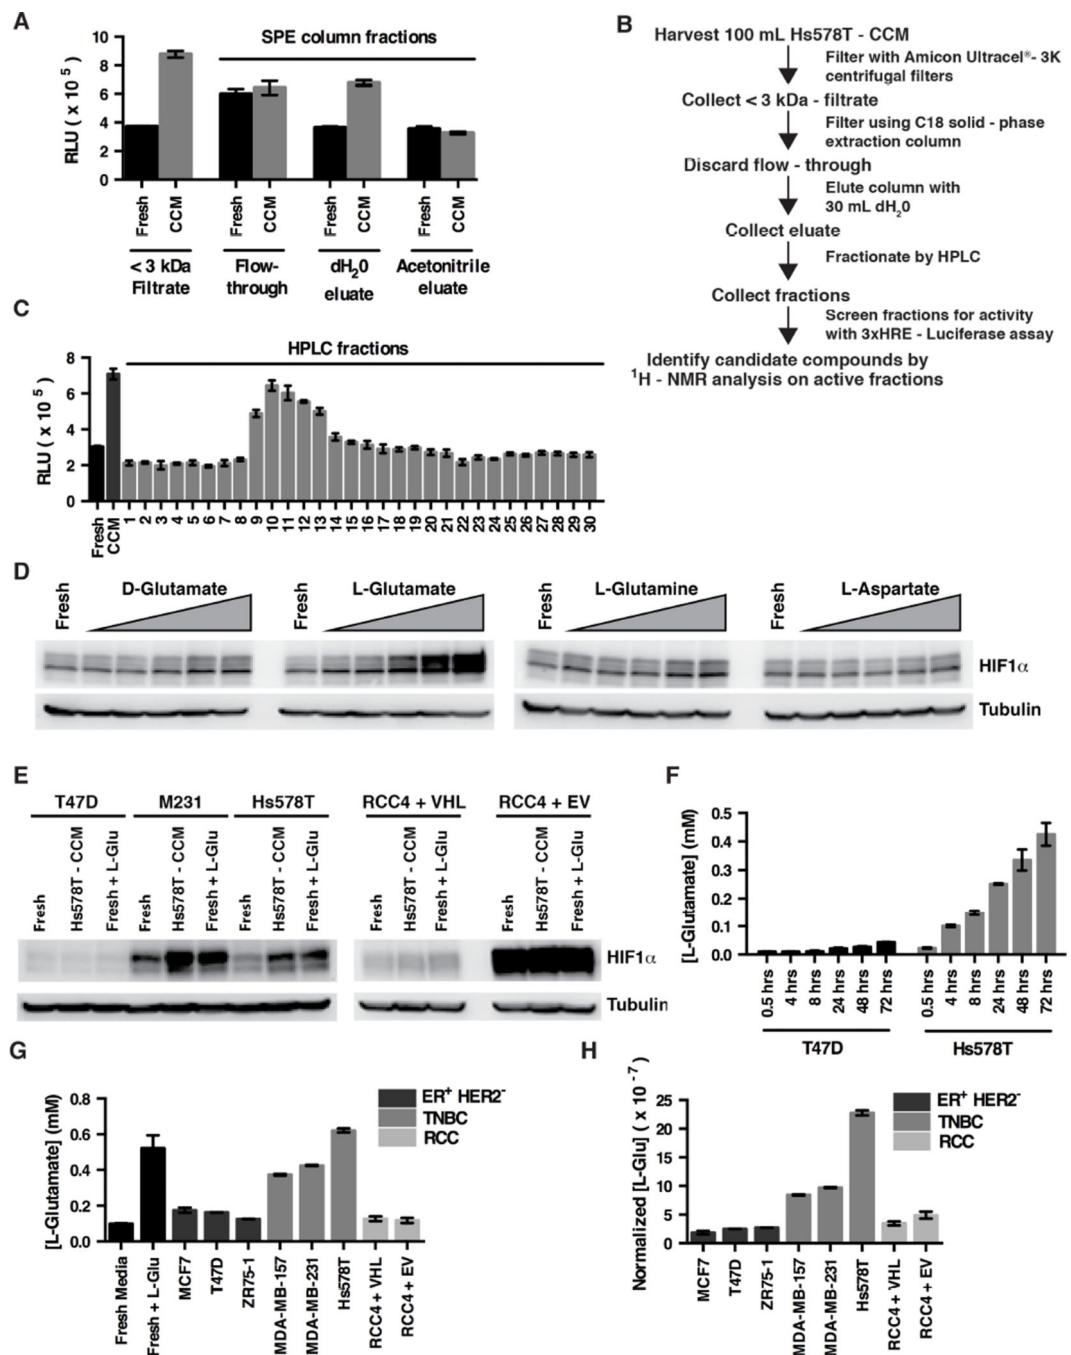 A
SPE column fractions
RLU ( x 10 5)
10
8
6
4
2
0
Fresh
CCM
Fresh
CCM
Fresh
CCM
Fresh
CCM
< 3 kDa
Filtrate
Flow-
through
dH20
eluate
Acetonitrile
eluate
B
Harvest 100 mL Hs578T - CCM
Filter with Amicon Ultracel®- 3K
centrifugal filters
Collect < 3 kDa - filtrate
Filter using C18 solid - phase
extraction column
Discard flow - through
Elute column with
30 mL dH20
Collect eluate
Fractionate by HPLC
Collect fractions
Screen fractions for activity
with 3xHRE - Luciferase assay
Identify candidate compounds by
1H - NMR analysis on active fractions
C
HPLC fractions
RLU ( x 10 5)
8
6
4
2
0
Fresh
CCM
1
2
3
4
5
6
7
8
9
10
11
12
13
14
15
16
17
18
19
20
21
22
23
24
25
26
27
28
29
30
D
Fresh
D-Glutamate
Fresh
L-Glutamate
Fresh
L-Glutamine
Fresh
L-Aspartate
HIF1α
Tubulin
E
T47D
M231
Hs578T
RCC4 + VHL
RCC4 + EV
Fresh
Hs578T - CCM
Fresh + L-Glu
Fresh
Hs578T - CCM
Fresh + L-Glu
Fresh
Hs578T - CCM
Fresh + L-Glu
Fresh
Hs578T - CCM
Fresh + L-Glu
Fresh
Hs578T - CCM
Fresh + L-Glu
HIF1α
Tubulin
F
[L-Glutamate] (mM)
0.5
0.4
0.3
0.2
0.1
0.0
0.5 hrs
4 hrs
8 hrs
24 hrs
48 hrs
72 hrs
0.5 hrs
4 hrs
8 hrs
24 hrs
48 hrs
72 hrs
T47D
Hs578T
G
[L-Glutamate] (mM)
0.8
0.6
0.4
0.2
0.0
ER+ HER2-
TNBC
RCC
Fresh Media
Fresh + L-Glu
MCF7
T47D
ZR75-1
MDA-MB-157
MDA-MB-231
Hs578T
RCC4 + VHL
RCC4 + EV
H
Normalized [L-Glu] ( x 10 -7)
25
20
15
10
5
0
ER+ HER2-
TNBC
RCC
MCF7
T47D
ZR75-1
MDA-MB-157
MDA-MB-231
Hs578T
RCC4 + VHL
RCC4 + EV